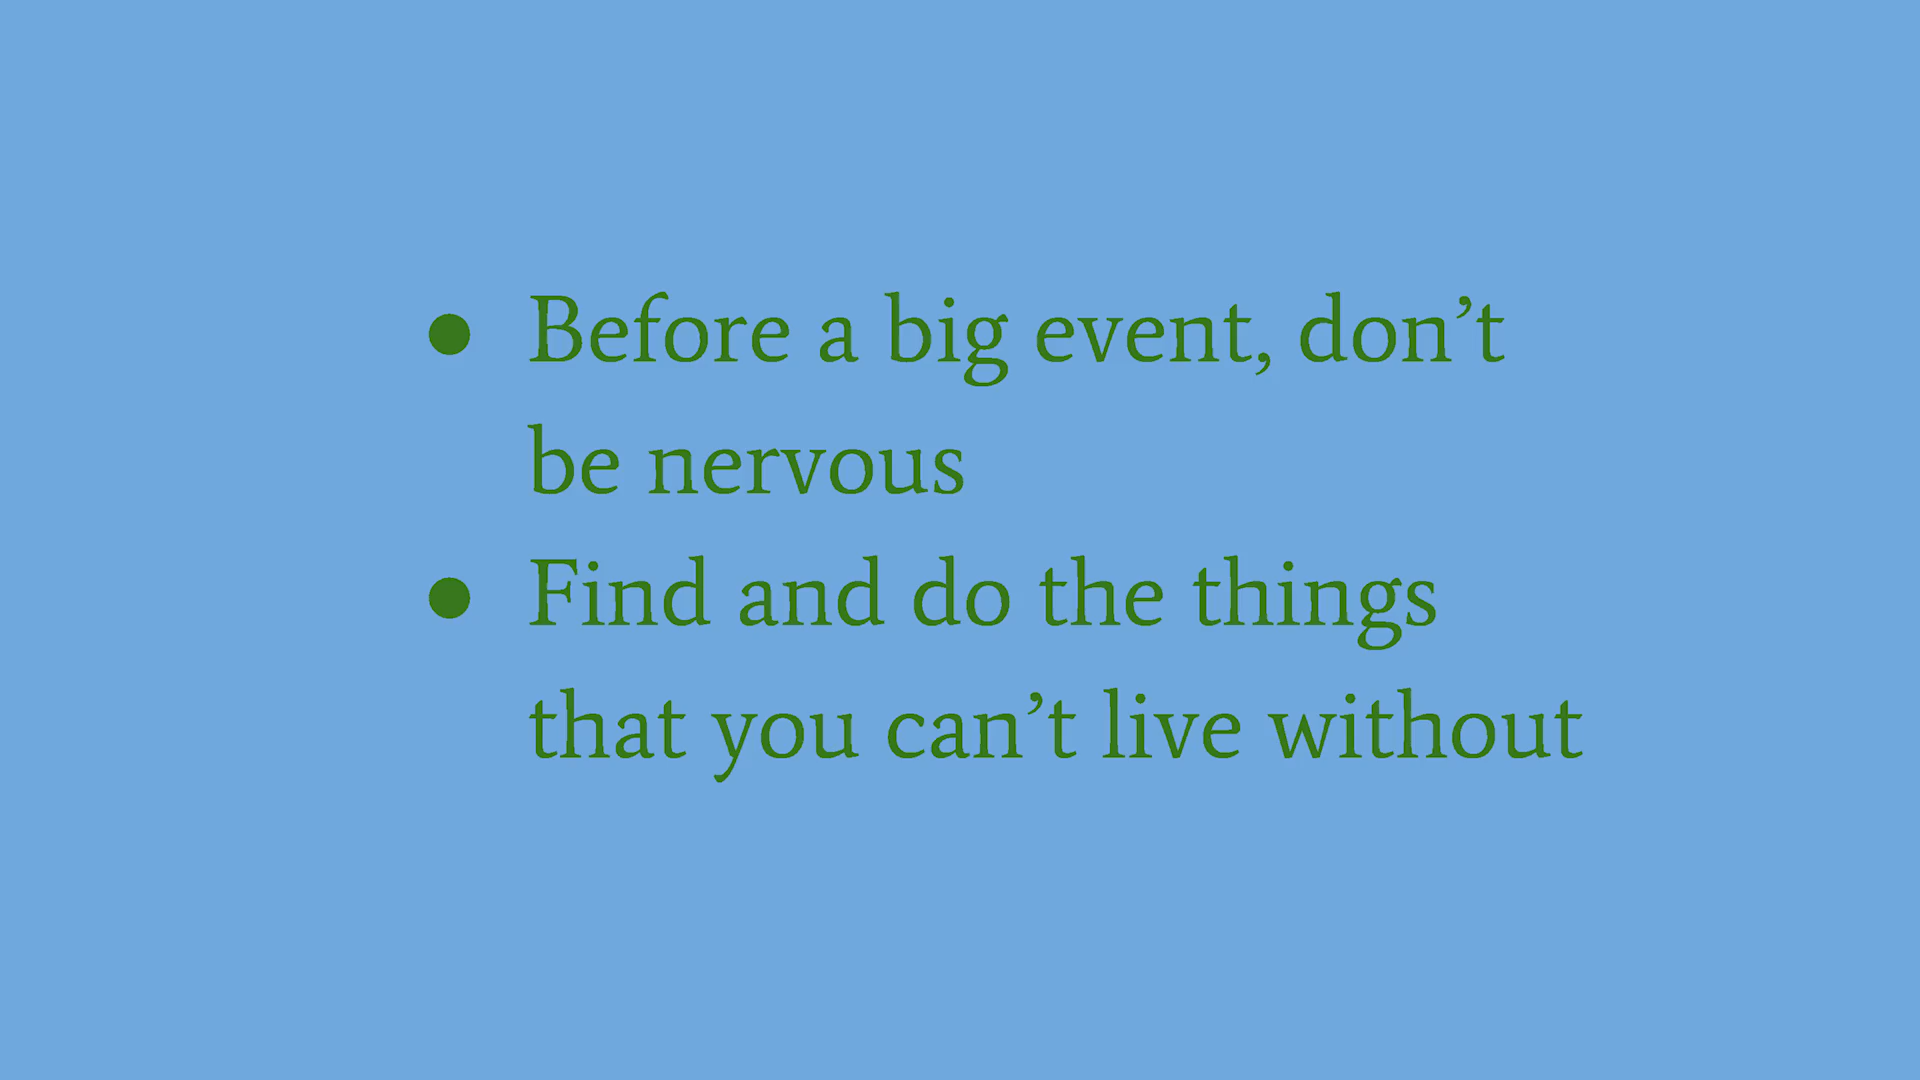 ● Before a big event, don’t
be nervous
● Find and do the things
that you can’t live without